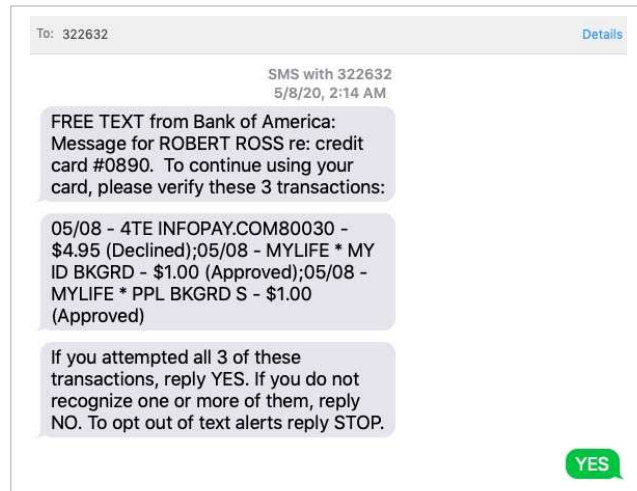 To: 322632 Details
SMS with 322632
5/8/20, 2:14 AM
FREE TEXT from Bank of America:
Message for ROBERT ROSS re: credit
card #0890. To continue using your
card, please verify these 3 transactions:
05/08 - 4TE INFOPAY.COM80030 -
$4.95 (Declined);05/08 - MYLIFE * MY
ID BKGRD - $1.00 (Approved);05/08 -
MYLIFE * PPL BKGRD S - $1.00
(Approved)
If you attempted all 3 of these
transactions, reply YES. If you do not
recognize one or more of them, reply
NO. To opt out of text alerts reply STOP.
YES